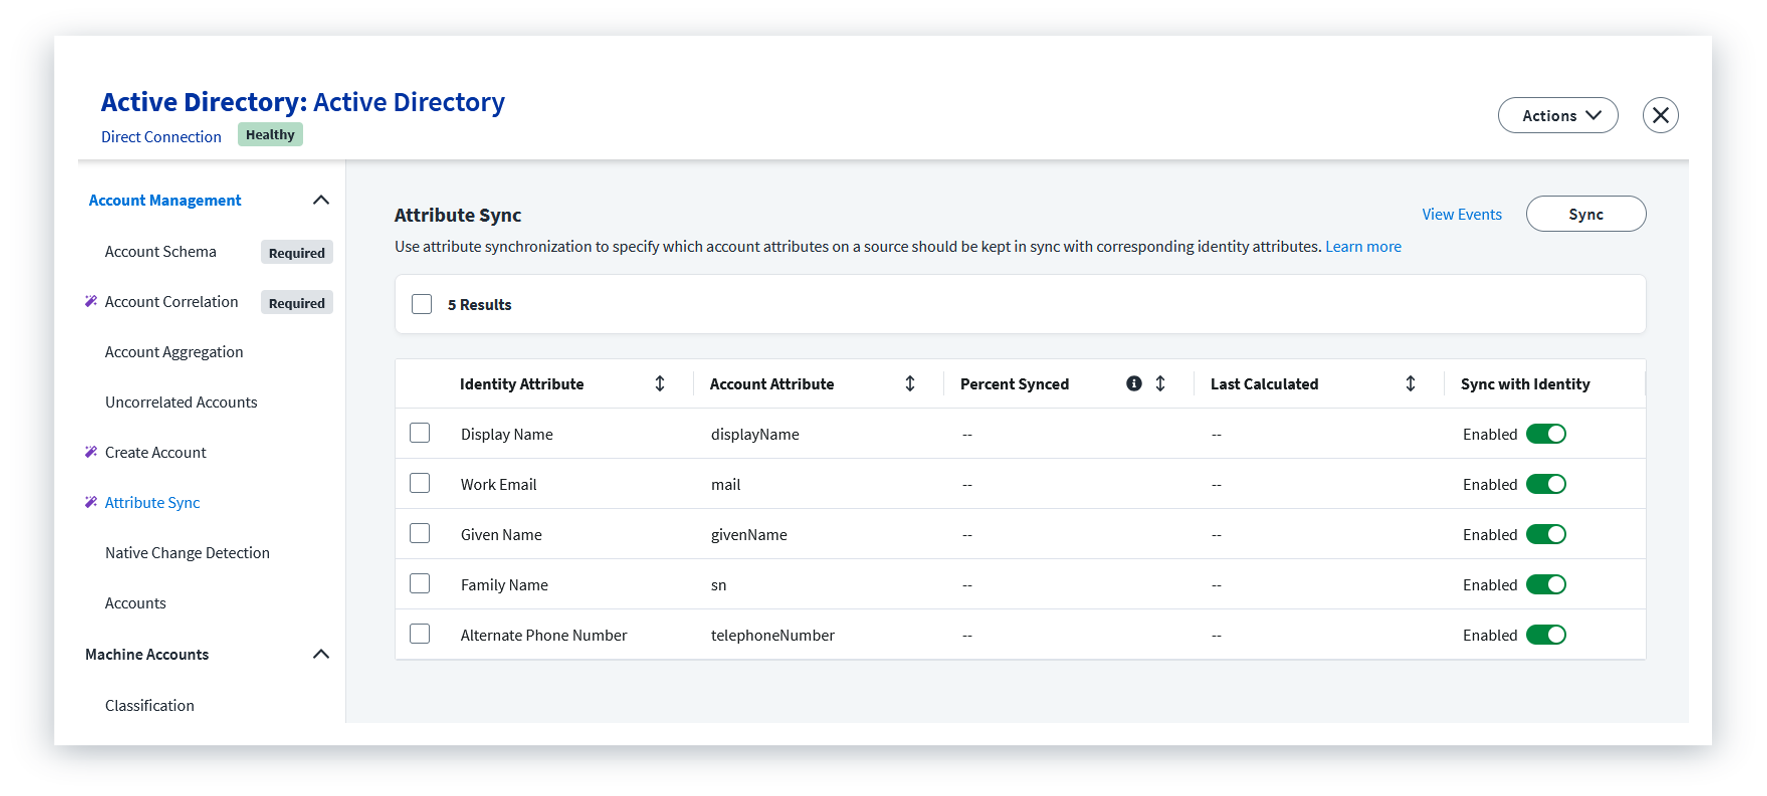 Active Directory: Active Directory
Direct Connection Healthy
Actions
Account Management
Account Schema Required
Account Correlation Required
Account Aggregation
Uncorrelated Accounts
Create Account
Attribute Sync
Native Change Detection
Accounts
Machine Accounts
Classification
Attribute Sync
View Events Sync
Use attribute synchronization to specify which account attributes on a source should be kept in sync with corresponding identity attributes. Learn more
5 Results
Identity Attribute Account Attribute Percent Synced Last Calculated Sync with Identity
Display Name displayName -- -- Enabled
Work Email mail -- -- Enabled
Given Name givenName -- -- Enabled
Family Name sn -- -- Enabled
Alternate Phone Number telephoneNumber -- -- Enabled